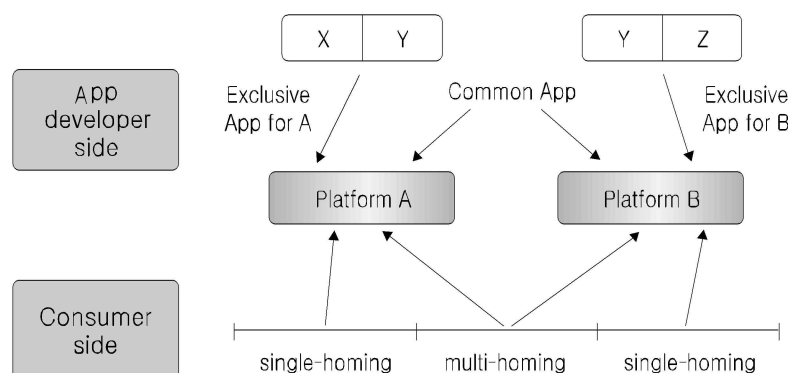 X Y
Y Z
App
developer
side
Exclusive
App for A
Common App
Exclusive
App for B
Platform A
Platform B
Consumer
side
single-homing
multi-homing
single-homing